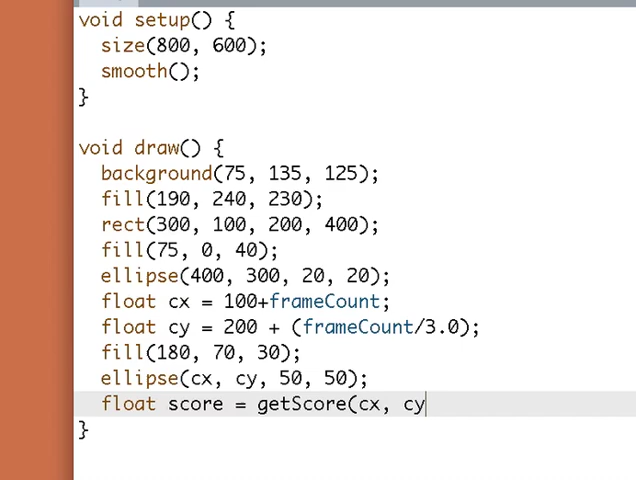 void setup() {
size(800, 600);
smooth();
}
void draw() {
background(75, 135, 125);
fill(190, 240, 230);
rect(300, 100, 200, 400);
fill(75, 0, 40);
ellipse(400, 300, 20, 20);
float cx = 100+frameCount;
float cy = 200 + (frameCount/3.0);
fill(180, 70, 30);
ellipse(cx, cy, 50, 50);
float score = getScore(cx, cy
}